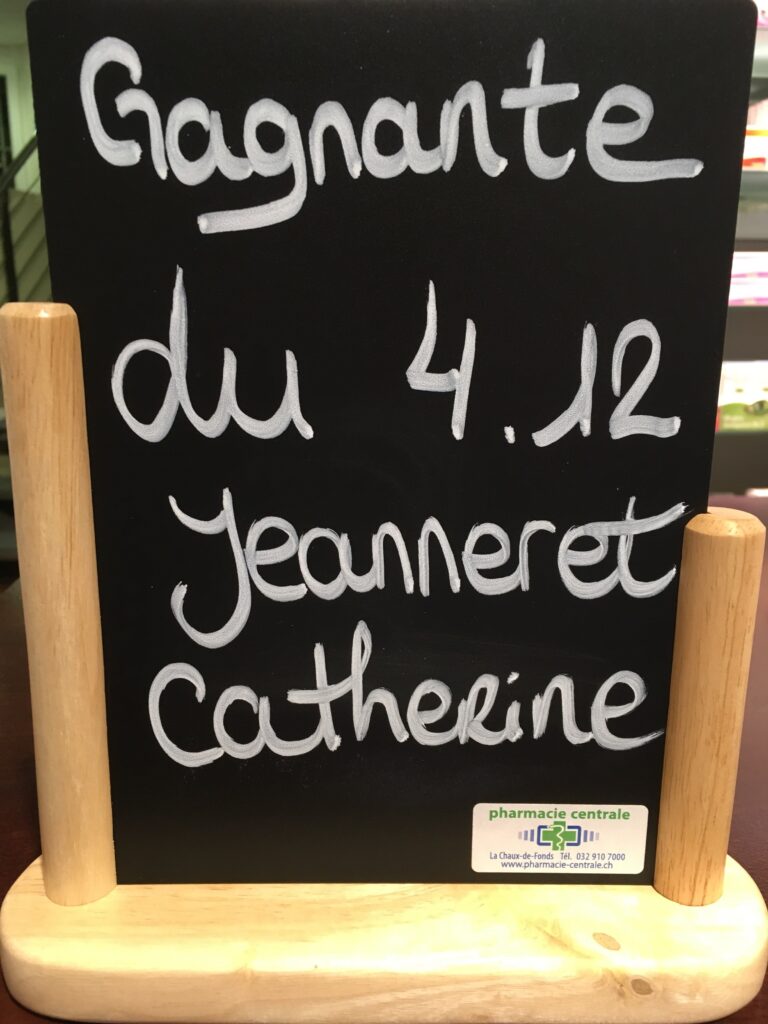 Gagnante
du 4.12
Jeanneret
Catherine
pharmacie centrale
La Chaux-de-Fonds Tél. 032 910 7000
www.pharmacie-centrale.ch